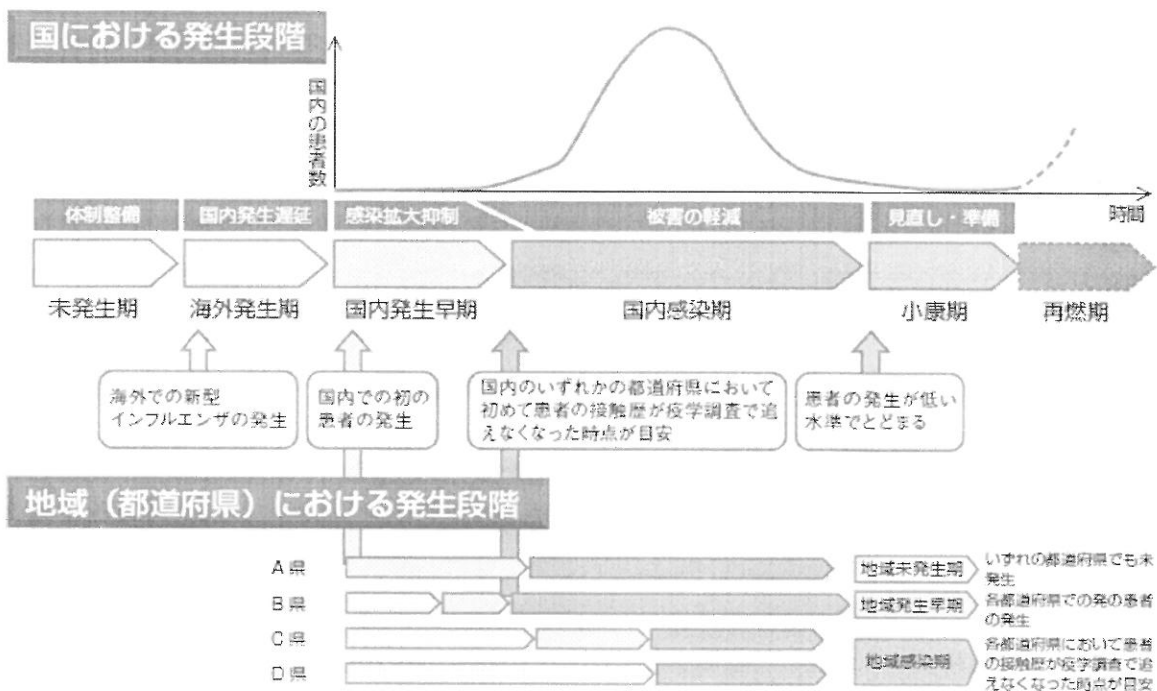 国における発生段階
国内の患者数
時間
体制整備
国内発生遅延
感染拡大抑制
被害の軽減
見直し・準備
未発生期
海外発生期
国内発生早期
国内感染期
小康期
再燃期
海外での新型
インフルエンザの発生
国内での初の
患者の発生
国内のいずれかの都道府県において
初めて患者の接触歴が疫学調査で追
えなくなった時点が目安
患者の発生が低い
水準でとどまる
地域（都道府県）における発生段階
A県
B県
C県
D県
地域未発生期
いずれの都道府県でも未
発生
地域発生早期
各都道府県での発の患者
の発生
地域感染期
各都道府県において患者
の接触歴が疫学調査で追
えなくなった時点が目安